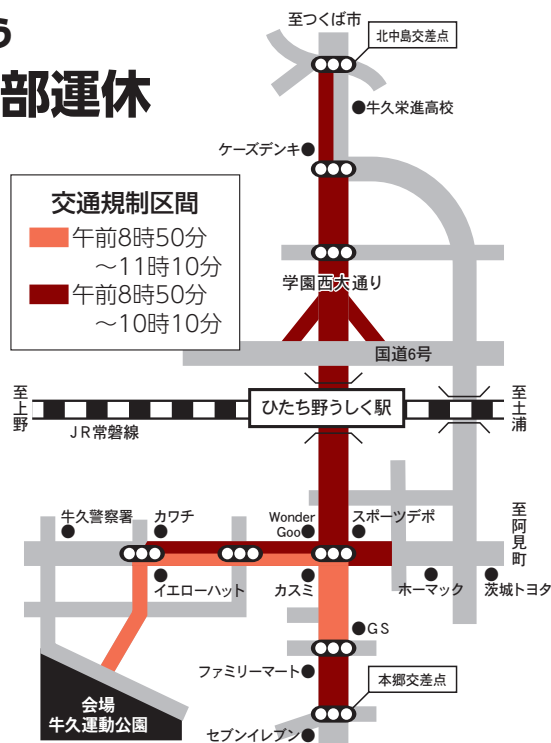 う
部運休
至つくば市
北中島交差点
牛久栄進高校
ケーズデンキ
交通規制区間
午前8時50分
～11時10分
午前8時50分
～10時10分
学園西大通り
国道6号
至上野
ひたち野うしく駅
至土浦
JR常磐線
牛久警察署
カワチ
Wonder
Goo
スポーツデポ
至阿見町
イエローハット
カスミ
ホーマック
茨城トヨタ
GS
ファミリーマート
本郷交差点
会場
牛久運動公園
セブンイレブン